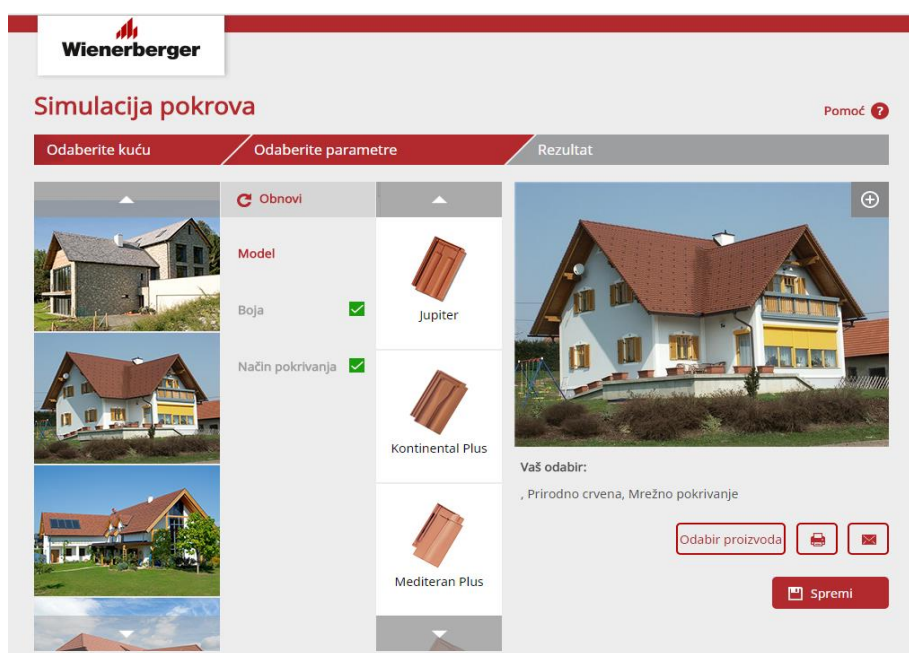 Wienerberger
Simulacija pokrova
Pomoć ?
Odaberite kuću
Odaberite parametre
Rezultat
Obnovi
Model
Boja
Način pokrivanja
Jupiter
Kontinental Plus
Mediteran Plus
Vaš odabir:
, Prirodno crvena, Mrežno pokrivanje
Odabir proizvoda
Spremi